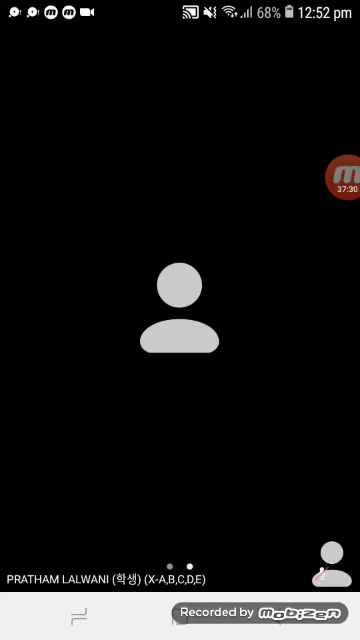 68% 12:52 pm
37:30
PRATHAM LALWANI (학생) (X-A,B,C,D,E)
Recorded by mobizen